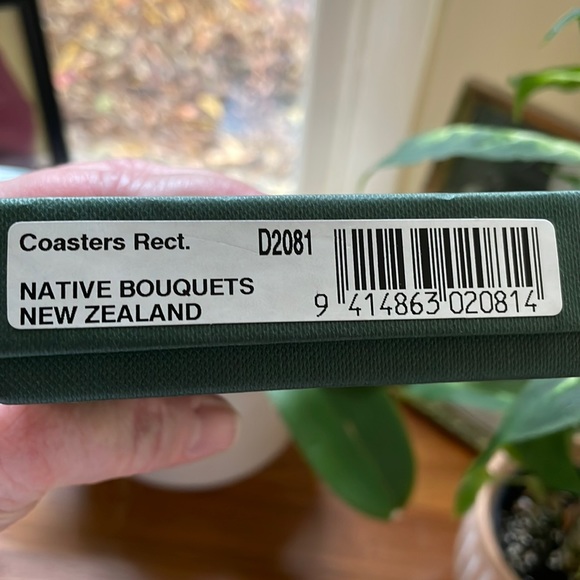 Coasters Rect. D2081
NATIVE BOUQUETS
NEW ZEALAND
9 414863 020814